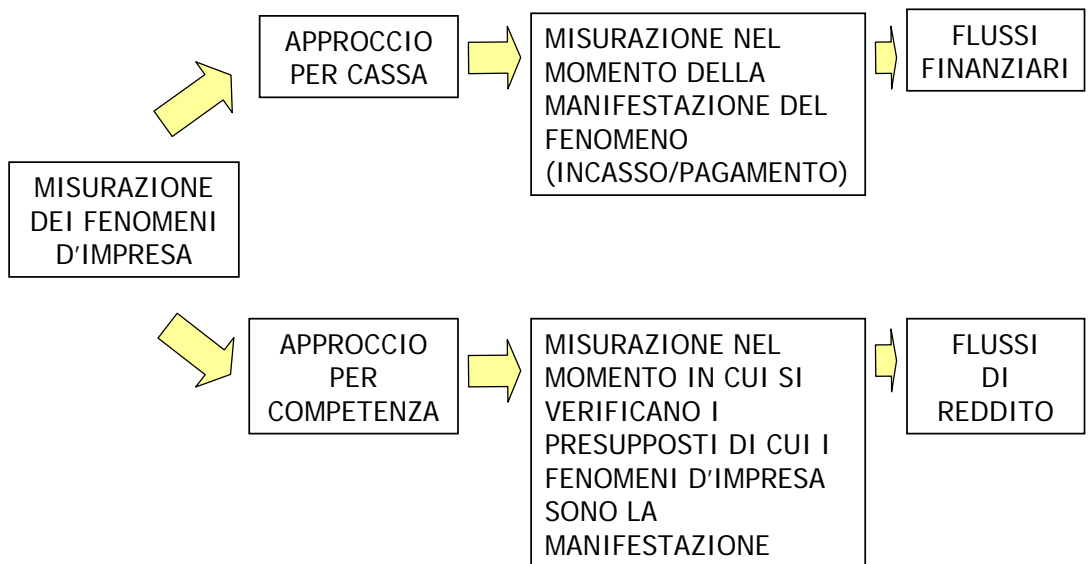 MISURAZIONE
DEI FENOMENI
D'IMPRESA
APPROCCIO
PER CASSA
MISURAZIONE NEL
MOMENTO DELLA
MANIFESTAZIONE DEL
FENOMENO
(INCASSO/PAGAMENTO)
FLUSSI
FINANZIARI
APPROCCIO
PER
COMPETENZA
MISURAZIONE NEL
MOMENTO IN CUI SI
VERIFICANO I
PRESUPPOSTI DI CUI I
FENOMENI D'IMPRESA
SONO LA
MANIFESTAZIONE
FLUSSI
DI
REDDITO